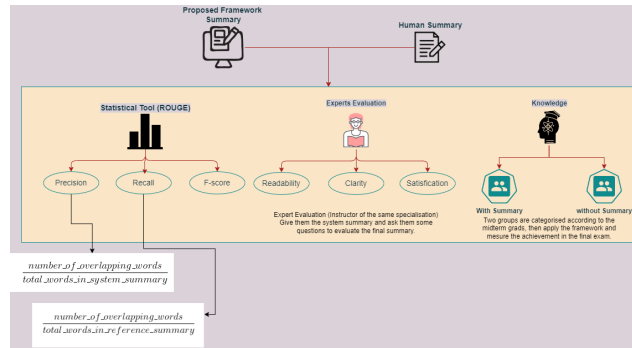 Proposed Framework
Summary
Human Summary
Statistical Tool (ROUGE)
Experts Evaluation
Knowledge
Precision
Recall
F-score
Readability
Clarity
Satisfaction
With Summary
without Summary
Expert Evaluation (Instructor of the same specialisation)
Give them the system summary and ask them some
questions to evaluate the final summary.
Two groups are categorised according to the
midterm grads, then apply the framework and
mesure the achievement in the final exam.
number_of_overlapping_words
total_words_in_system_summary
number_of_overlapping_words
total_words_in_reference_summary